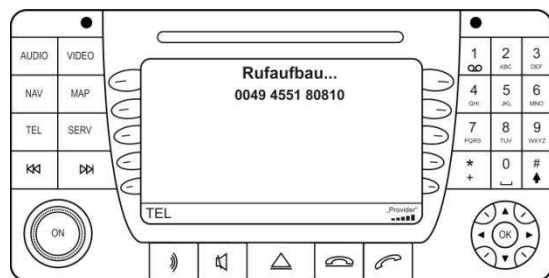 AUDIO VIDEO
NAV MAP
TEL SERV
ON
Rufaufbau...
0049 4551 80810
TEL
„Provider"
1 2 ABC 3 DEF
4 GHI 5 JKL 6 MNO
7 PQRS 8 TUV 9 WXYZ
* + 0 #
OK